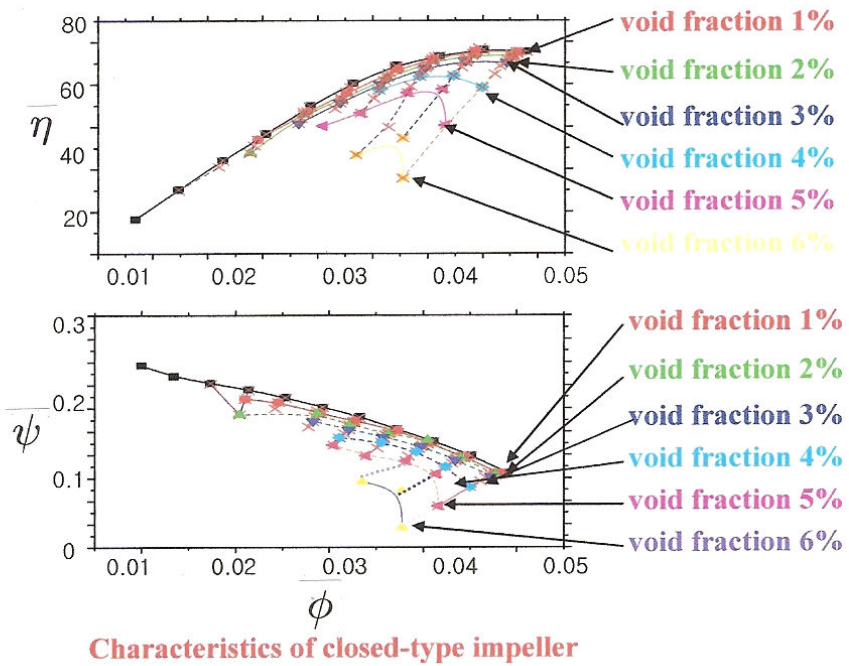 80
void fraction 1%
60
void fraction 2%
η
void fraction 3%
40
void fraction 4%
20
void fraction 5%
void fraction 6%
0.01 0.02 0.03 0.04 0.05
0.3
void fraction 1%
void fraction 2%
0.2
ψ
void fraction 3%
0.1
void fraction 4%
void fraction 5%
0
void fraction 6%
0.01 0.02 0.03 0.04 0.05
ϕ
Characteristics of closed-type impeller